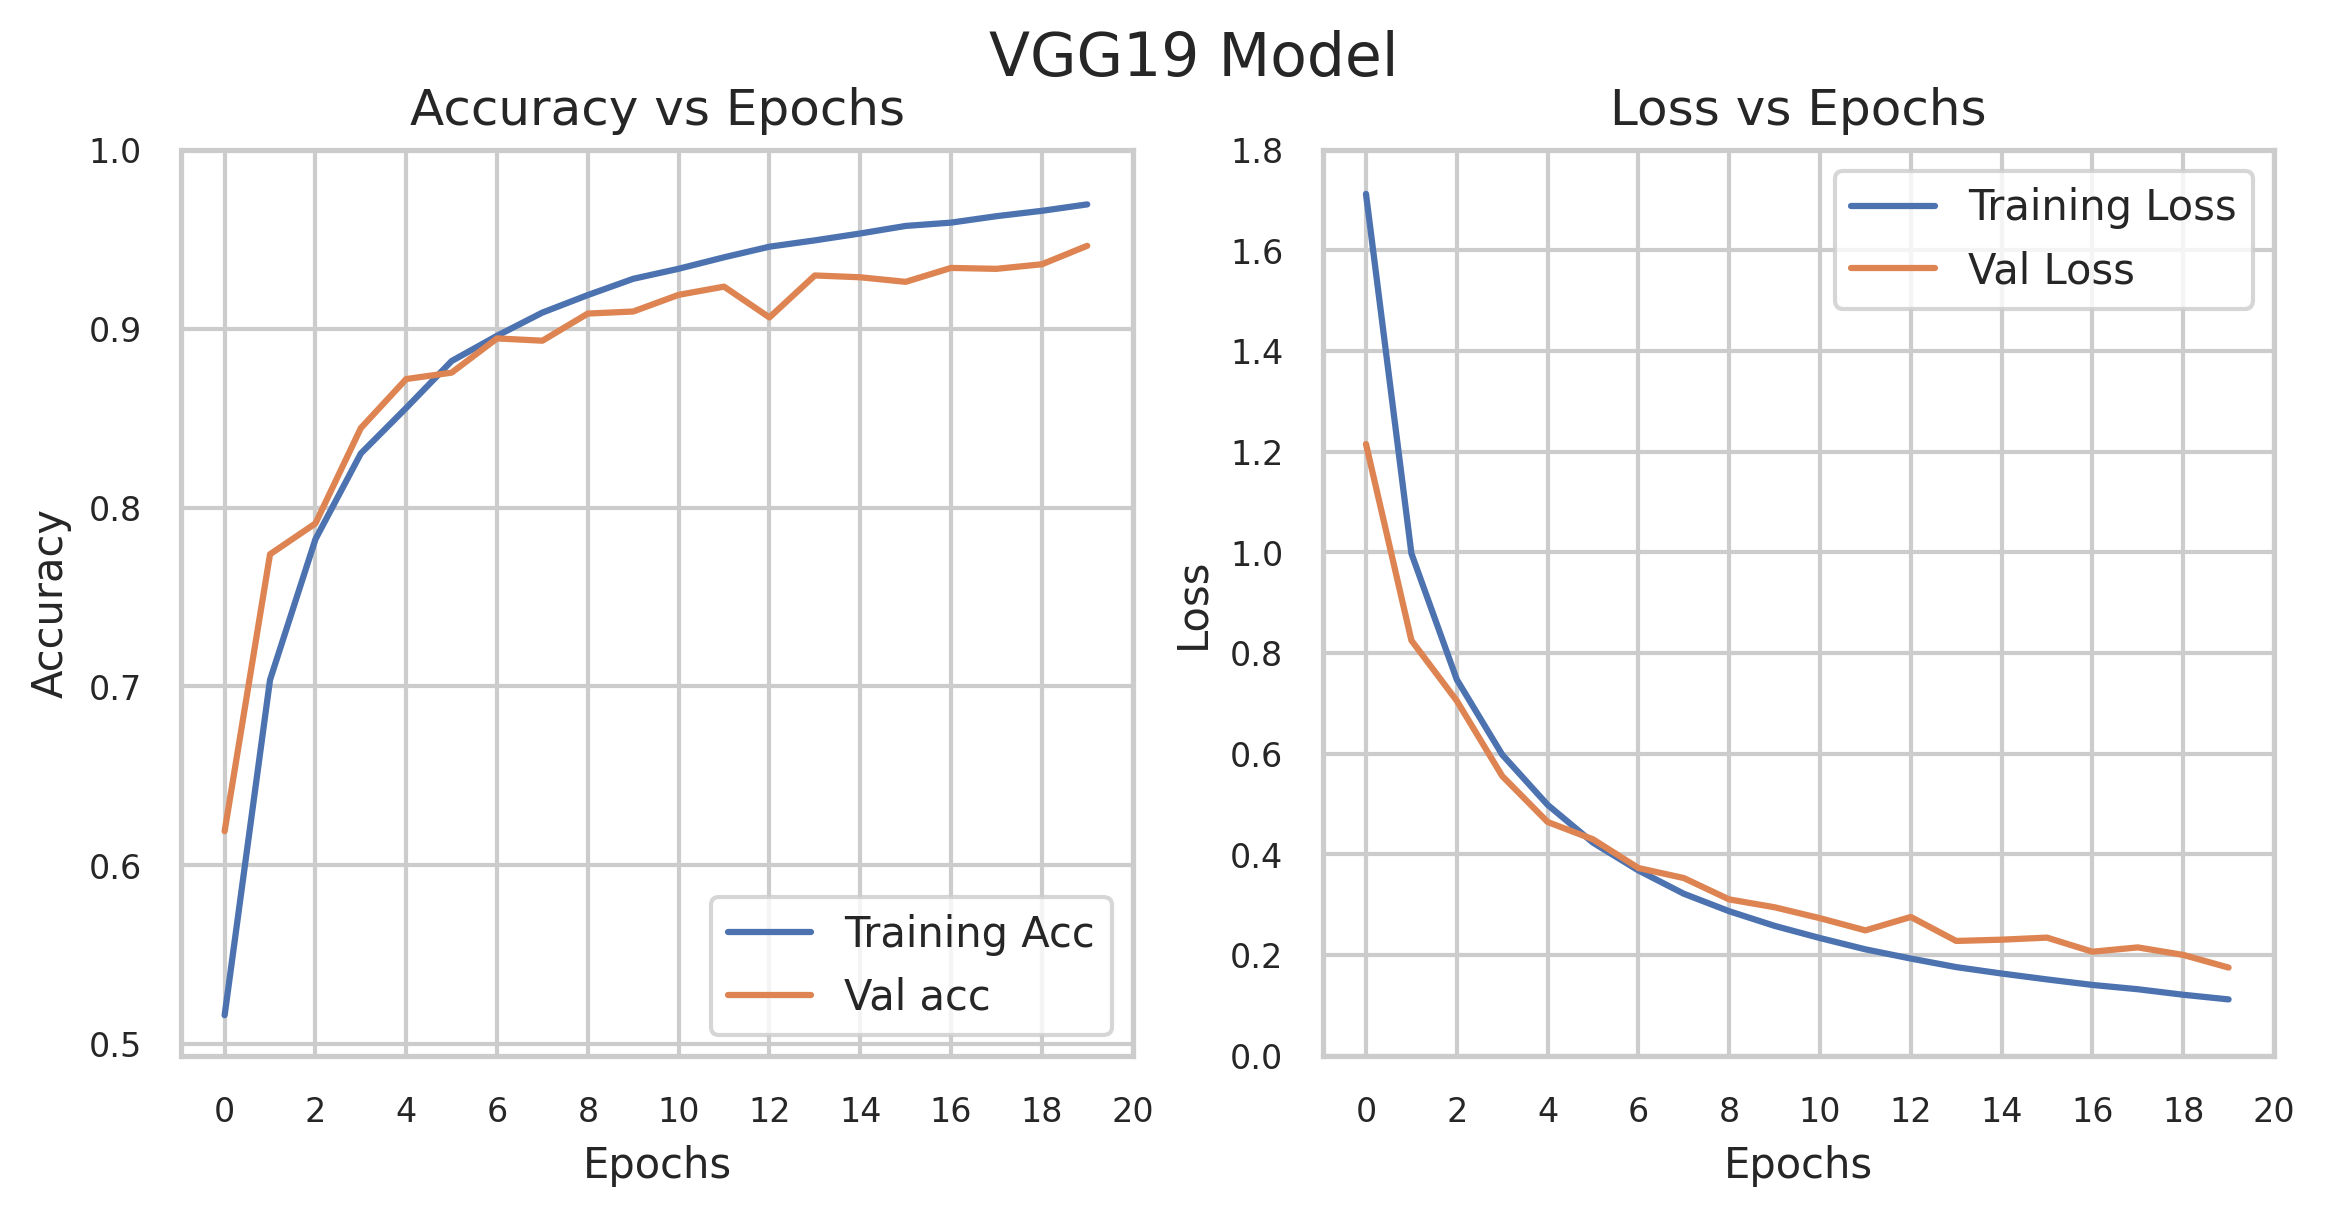 VGG19 Model
Accuracy vs Epochs
1.0
0.9
0.8
0.7
0.6
0.5
Accuracy
Training Acc
Val acc
0 2 4 6 8 10 12 14 16 18 20
Epochs
Loss vs Epochs
1.8
1.6
1.4
1.2
1.0
0.8
0.6
0.4
0.2
0.0
Loss
Training Loss
Val Loss
0 2 4 6 8 10 12 14 16 18 20
Epochs